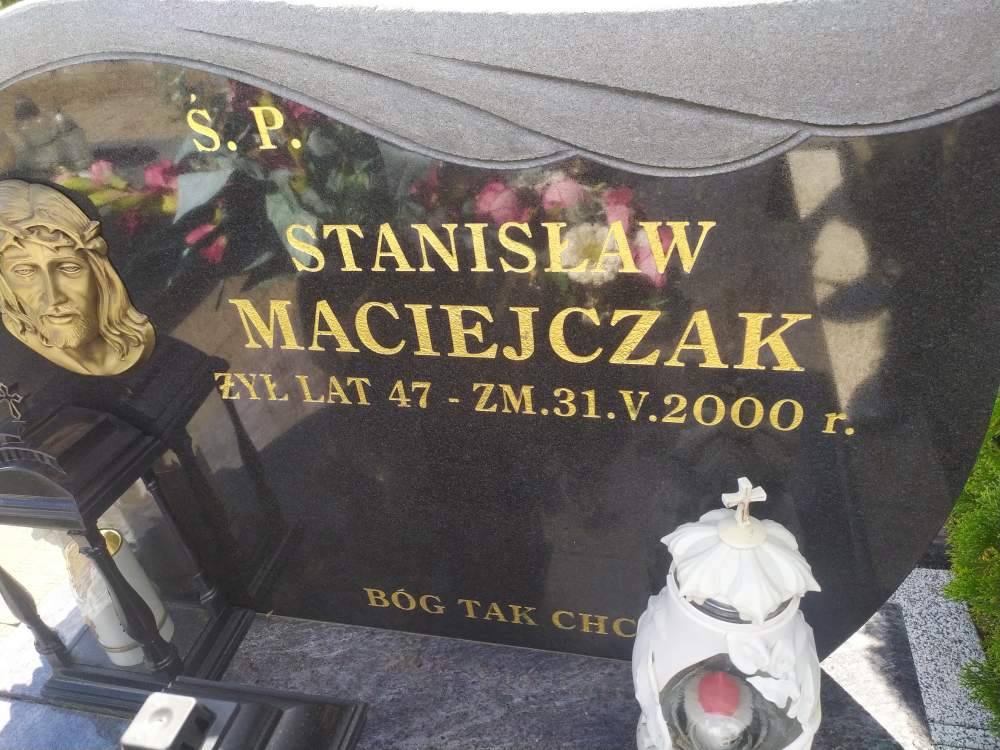 Ś. P.
STANISŁAW
MACIEJCZAK
ŻYŁ LAT 47 - ZM.31.V.2000 r.
BÓG TAK